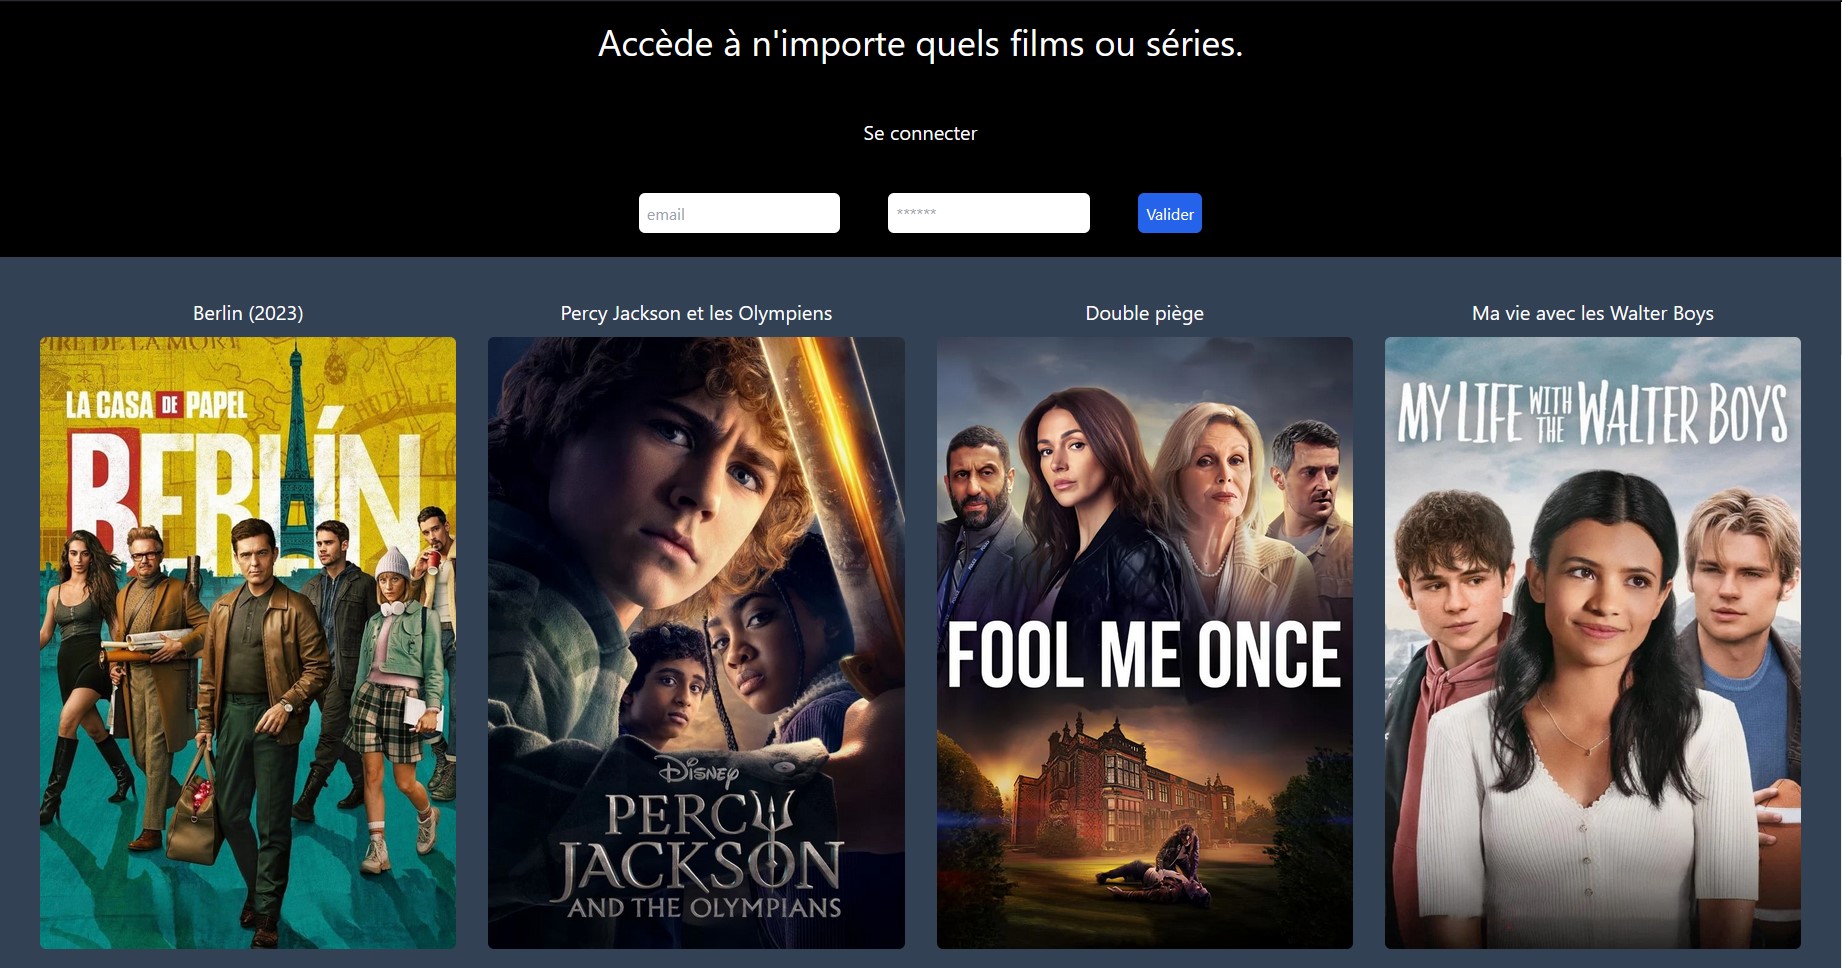 Accède à n'importe quels films ou séries.
Se connecter
email
******
Valider
Berlin (2023)
Percy Jackson et les Olympiens
Double piège
Ma vie avec les Walter Boys
LA CASA DE PAPEL
BERLÍN
DISNEY
PERCY
JACKSON
AND THE OLYMPIANS
FOOL ME ONCE
MY LIFE WITH THE WALTER BOYS